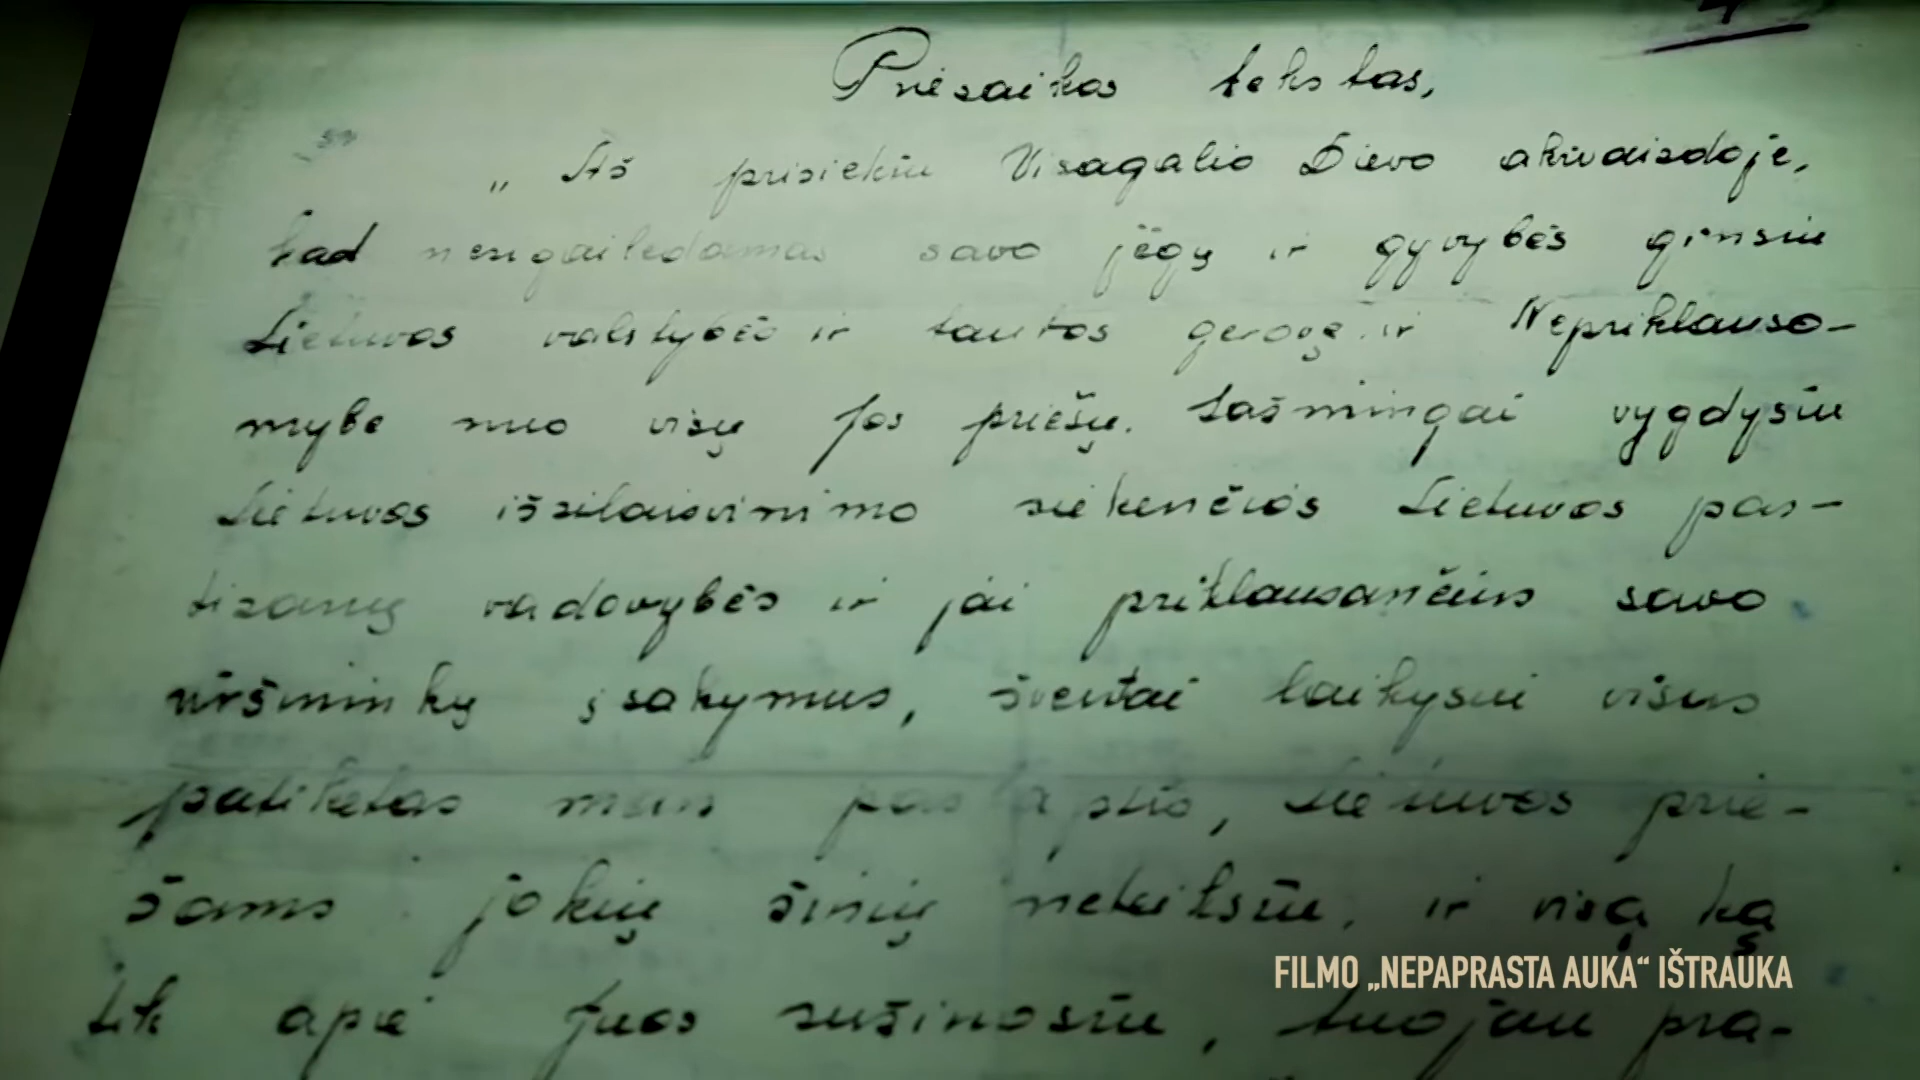 Priesaikos tekstas,
„Aš prisiekiu Visagalio Dievo akivaizdoje,
kad nesigailėdamas savo jėgų ir gyvybės ginsiu
Lietuvos valstybės ir tautos gerovę ir Nepriklauso-
mybę nuo visų jos priešų. Sąžiningai vygdysiu
Lietuvos išsilaisvinimo siekenčios Lietuvos par-
tizanų vadovybės ir jai priklausančius savo
viršininkų įsakymus, šventai laikysiu visus
patikėtas man paslaptis, Lietuvos prie-
šams jokių žinių neteiksiu, ir visą ką
tik apie juos sužinosiu, tuojau pra-
FILMO „NEPAPRASTA AUKA“ IŠTRAUKA